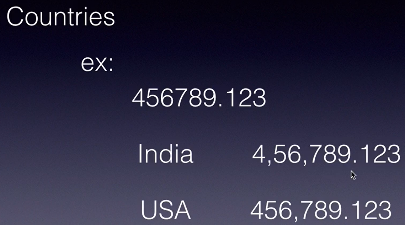 Countries
ex:
456789.123
India 4,56,789.123
USA 456,789.123